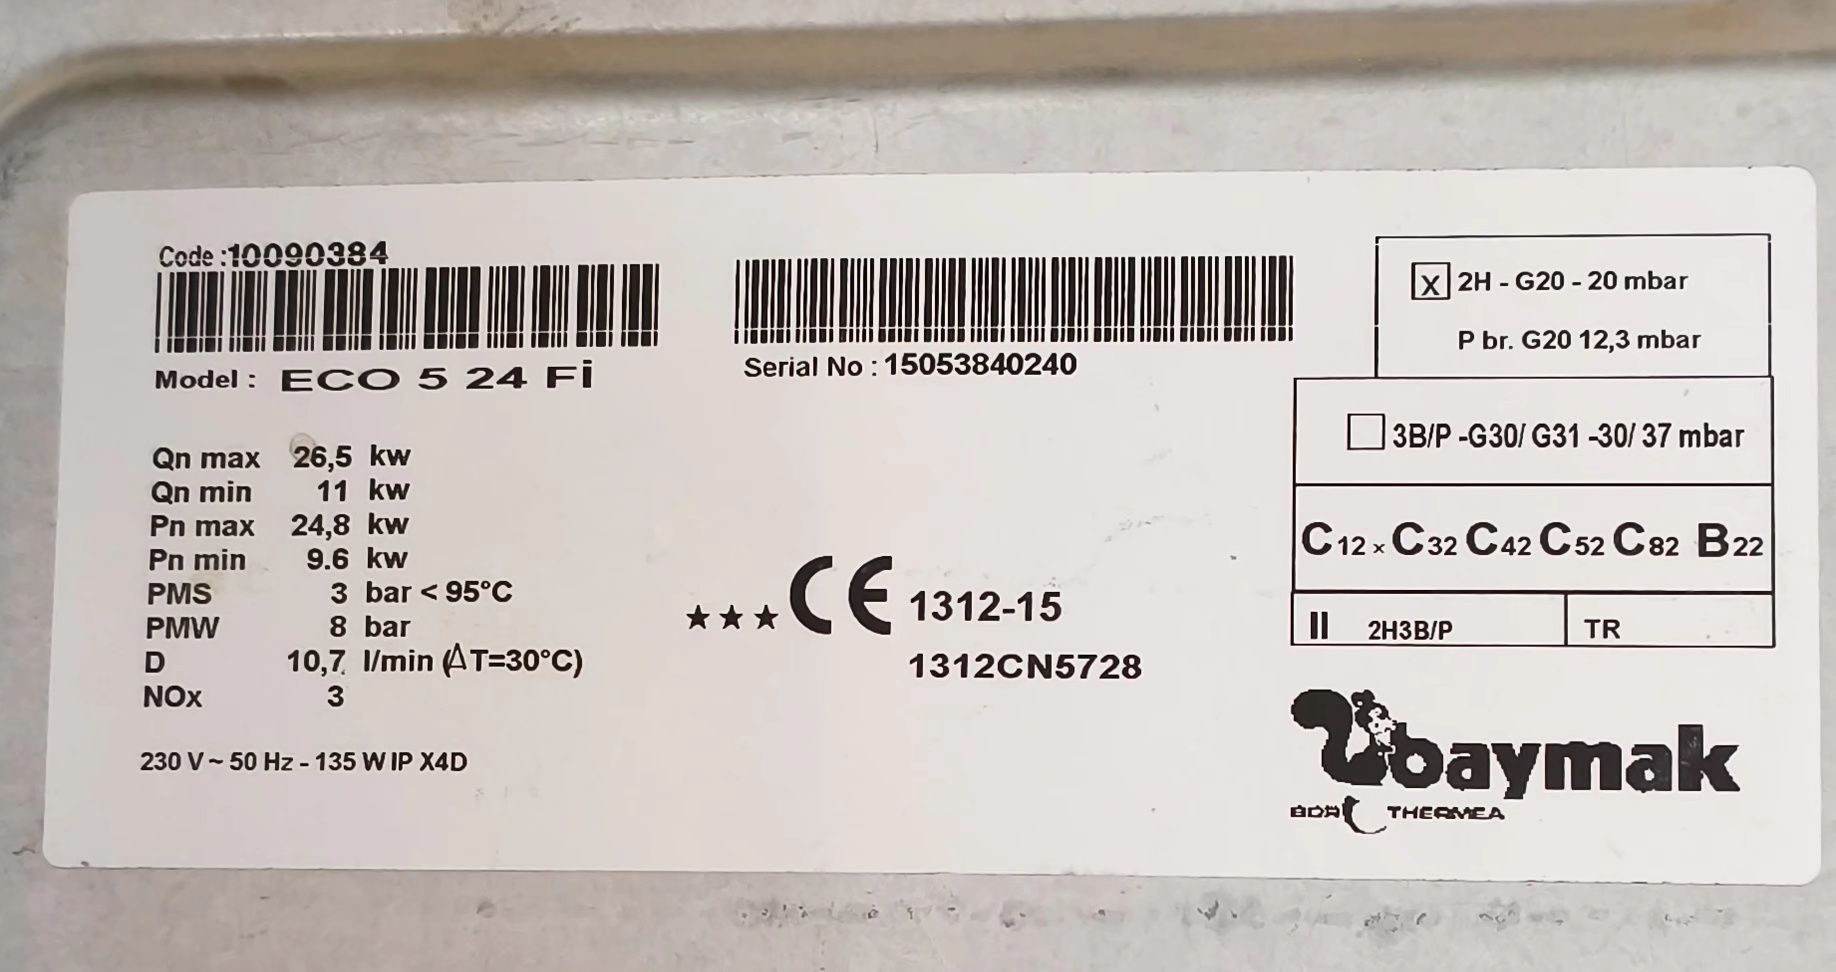 Code :10090384
Model : ECO 5 24 Fi
Serial No : 15053840240
Qn max 26,5 kw
Qn min 11 kw
Pn max 24,8 kw
Pn min 9.6 kw
PMS 3 bar < 95°C
PMW 8 bar
D 10,7 l/min (ΔT=30°C)
NOx 3
230 V ~ 50 Hz - 135 W IP X4D
★★★ CE 1312-15
1312CN5728
X 2H - G20 - 20 mbar
P br. G20 12,3 mbar
3B/P -G30/ G31 -30/ 37 mbar
C12 x C32 C42 C52 C82 B22
II 2H3B/P TR
baymak
BDR THERMEA